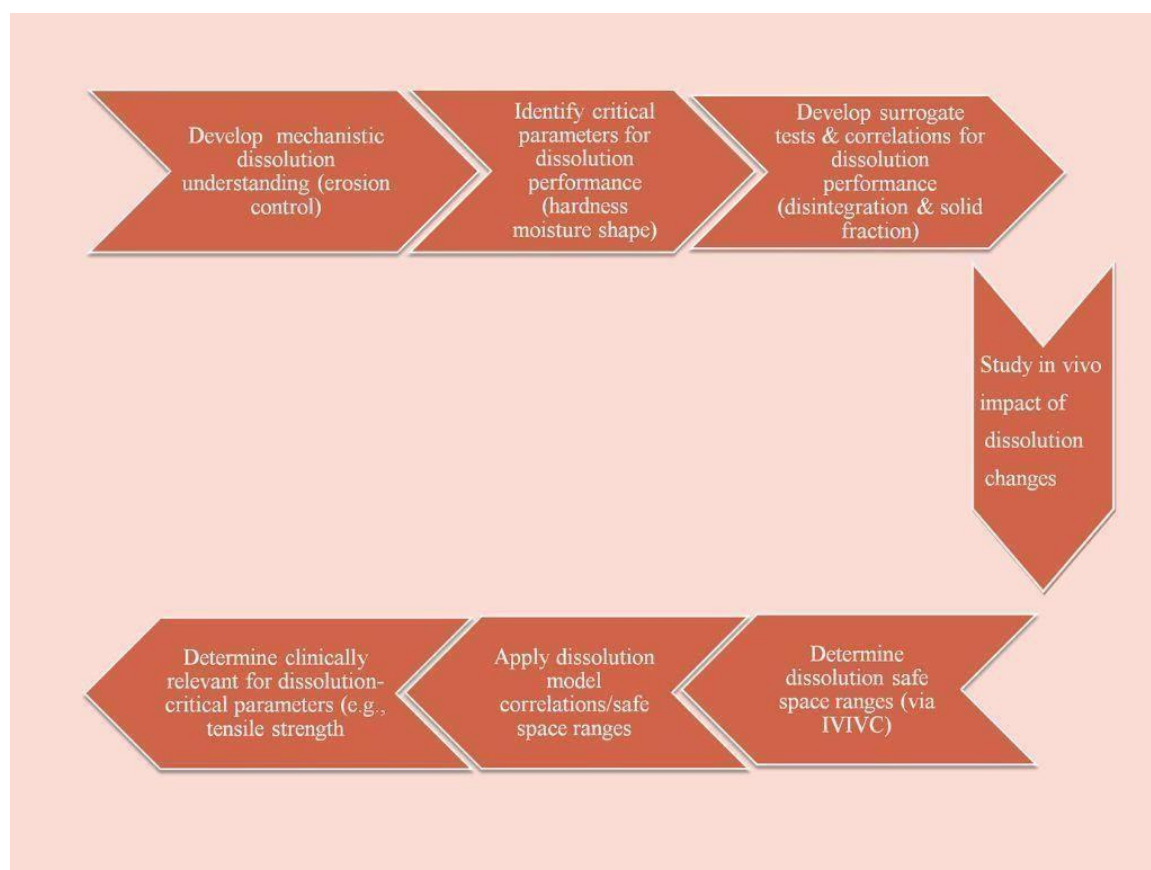 Develop mechanistic
dissolution
understanding (erosion
control)
Identify critical
parameters for
dissolution
performance
(hardness
moisture shape)
Develop surrogate
tests & correlations for
dissolution
performance
(disintegration & solid
fraction)
Study in vivo
impact of
dissolution
changes
Determine
dissolution safe
space ranges (via
IVIVC)
Apply dissolution
model
correlations/safe
space ranges
Determine clinically
relevant for dissolution-
critical parameters (e.g.,
tensile strength